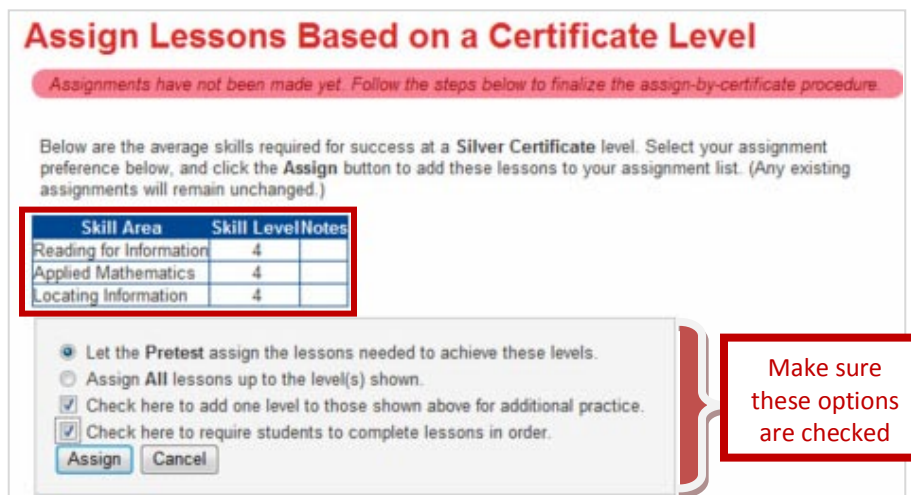 Assign Lessons Based on a Certificate Level
Assignments have not been made yet. Follow the steps below to finalize the assign-by-certificate procedure.
Below are the average skills required for success at a Silver Certificate level. Select your assignment
preference below, and click the Assign button to add these lessons to your assignment list. (Any existing
assignments will remain unchanged.)
Skill Area Skill Level Notes
Reading for Information 4
Applied Mathematics 4
Locating Information 4
Let the Pretest assign the lessons needed to achieve these levels.
Assign All lessons up to the level(s) shown.
Check here to add one level to those shown above for additional practice.
Check here to require students to complete lessons in order.
Assign Cancel
Make sure
these options
are checked